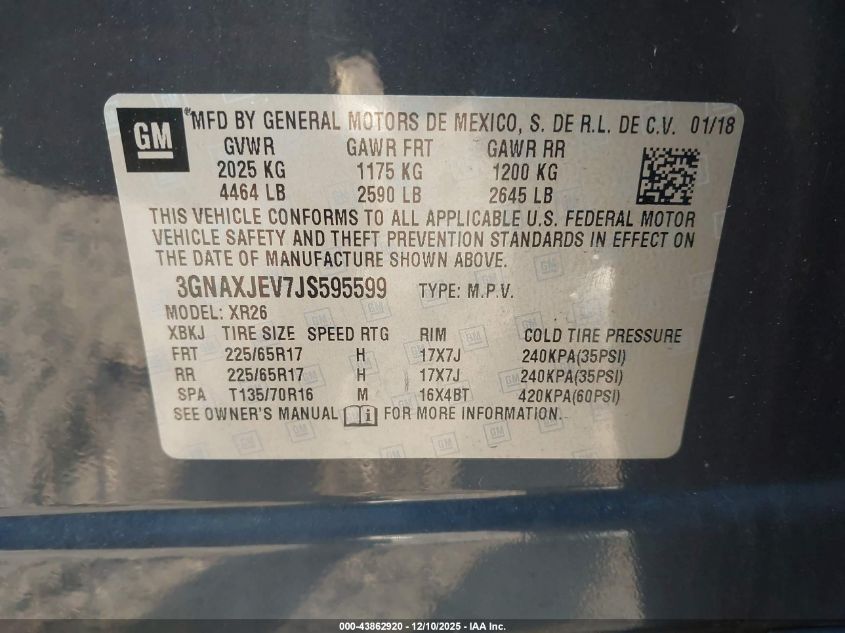 GM
MFD BY GENERAL MOTORS DE MEXICO, S. DE R.L. DE C.V. 01/18
GVWR GAWR FRT GAWR RR
2025 KG 1175 KG 1200 KG
4464 LB 2590 LB 2645 LB
THIS VEHICLE CONFORMS TO ALL APPLICABLE U.S. FEDERAL MOTOR
VEHICLE SAFETY AND THEFT PREVENTION STANDARDS IN EFFECT ON
THE DATE OF MANUFACTURE SHOWN ABOVE.
3GNAXJEV7JS595599 TYPE: M.P.V.
MODEL: XR26
XBKJ TIRE SIZE SPEED RTG RIM COLD TIRE PRESSURE
FRT 225/65R17 H 17X7J 240KPA(35PSI)
RR 225/65R17 H 17X7J 240KPA(35PSI)
SPA T135/70R16 M 16X4BT 420KPA(60PSI)
SEE OWNER'S MANUAL FOR MORE INFORMATION.
000-43862920 - 12/10/2025 - IAA Inc.